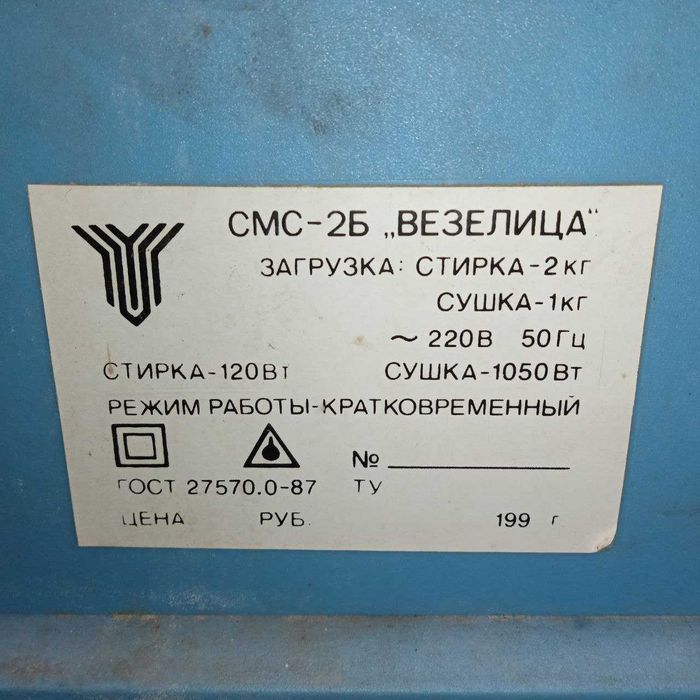 СМС-2Б „ВЕЗЕЛИЦА“
ЗАГРУЗКА: СТИРКА-2кг
СУШКА-1кг
~ 220В 50Гц
СТИРКА-120Вт СУШКА-1050Вт
РЕЖИМ РАБОТЫ-КРАТКОВРЕМЕННЫЙ
№
ГОСТ 27570.0-87 ТУ
ЦЕНА РУБ. 199 г